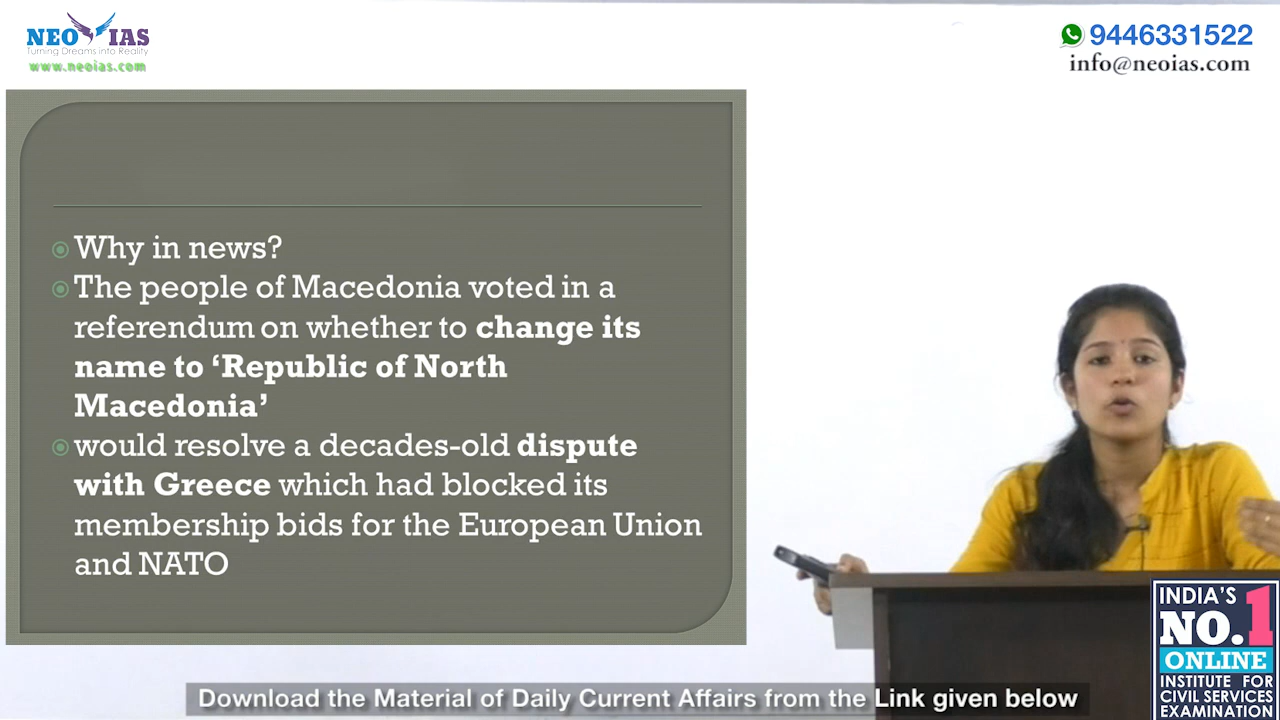 NEO IAS
Turning Dreams into Reality
www.neoias.com
9446331522
info@neoias.com
Why in news?
The people of Macedonia voted in a
referendum on whether to change its
name to ‘Republic of North
Macedonia’
would resolve a decades-old dispute
with Greece which had blocked its
membership bids for the European Union
and NATO
INDIA'S
NO.1
ONLINE
INSTITUTE FOR
CIVIL SERVICES
EXAMINATION
Download the Material of Daily Current Affairs from the Link given below